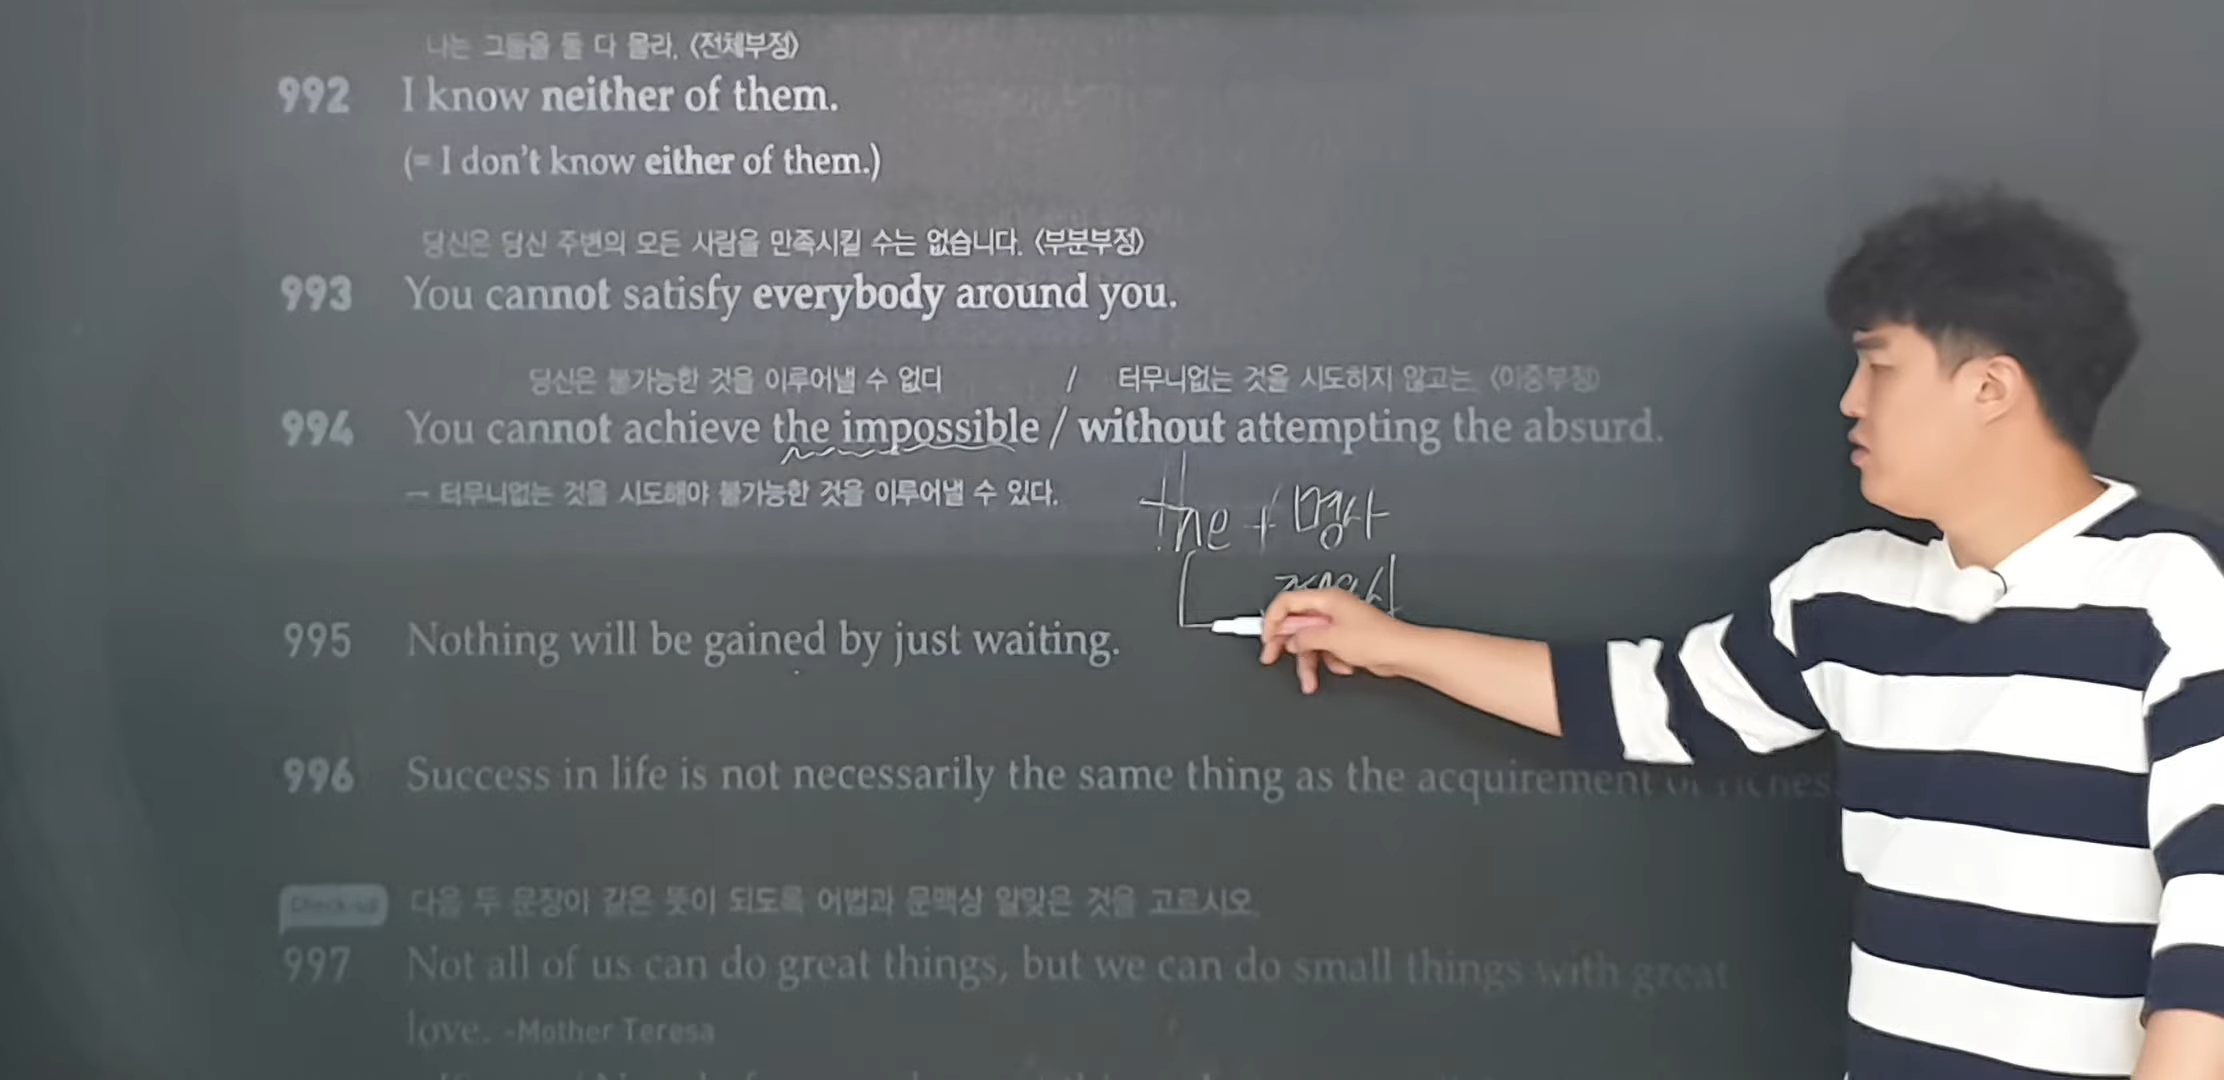 나는 그들을 둘 다 몰라. 〈전체부정〉
992 I know neither of them.
(= I don't know either of them.)
당신은 당신 주변의 모든 사람을 만족시킬 수는 없습니다. 〈부분부정〉
993 You cannot satisfy everybody around you.
당신은 불가능한 것을 이루어낼 수 없다 / 터무니없는 것을 시도하지 않고는 〈이중부정〉
994 You cannot achieve the impossible / without attempting the absurd.
→ 터무니없는 것을 시도해야 불가능한 것을 이루어낼 수 있다.
the + 명사
995 Nothing will be gained by just waiting.
996 Success in life is not necessarily the same thing as the acquirement
Check-up 다음 두 문장이 같은 뜻이 되도록 어법과 문맥상 알맞은 것을 고르시오.
997 Not all of us can do great things, but we can do small things with great
love. -Mother Teresa